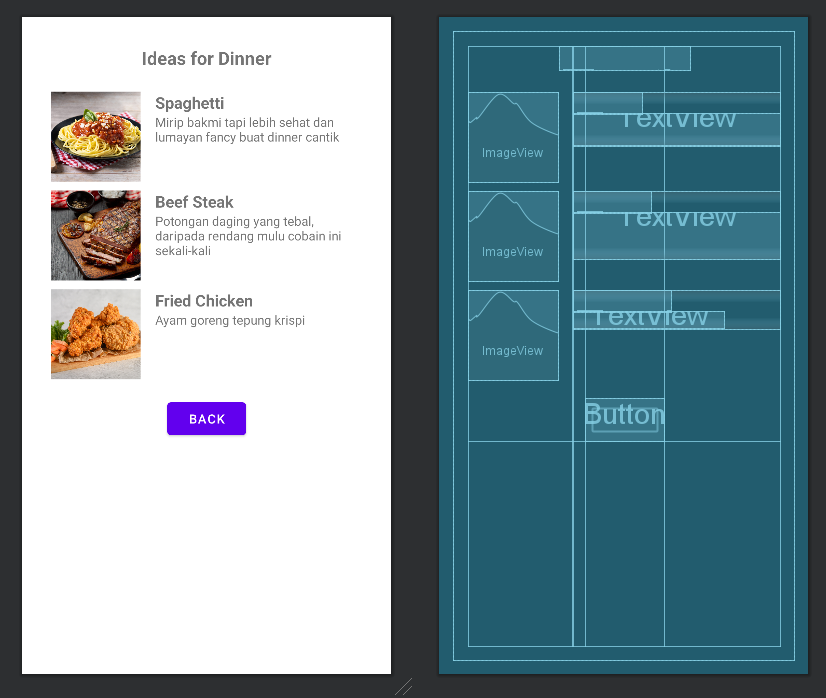 Ideas for Dinner
Spaghetti
Mirip bakmi tapi lebih sehat dan
lumayan fancy buat dinner cantik
Beef Steak
Potongan daging yang tebal,
daripada rendang mulu cobain ini
sekali-kali
Fried Chicken
Ayam goreng tepung krispi
BACK
TextView
ImageView
TextView
ImageView
TextView
ImageView
Button